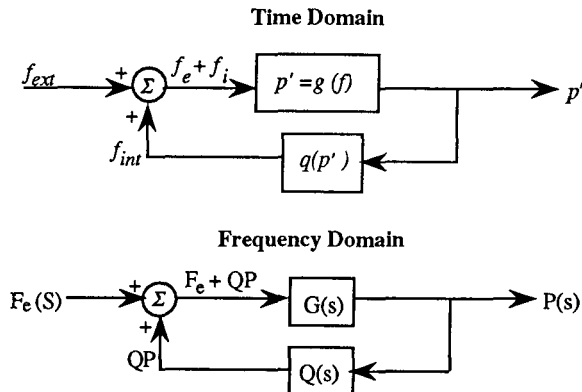 Time Domain
f_ext + Σ f_e + f_i p' = g (f) p'
+
f_int q(p')
Frequency Domain
F_e (S) + Σ F_e + QP G(s) P(s)
+
QP Q(s)